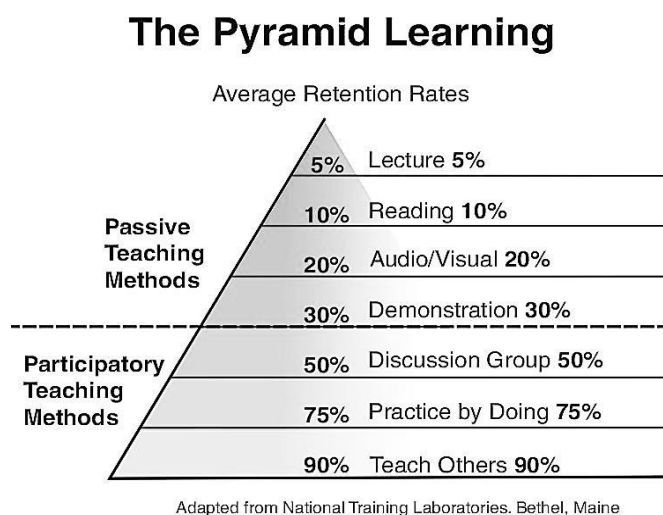 The Pyramid Learning
Average Retention Rates
5% Lecture 5%
10% Reading 10%
Passive
Teaching
Methods
20% Audio/Visual 20%
30% Demonstration 30%
Participatory
Teaching
Methods
50% Discussion Group 50%
75% Practice by Doing 75%
90% Teach Others 90%
Adapted from National Training Laboratories. Bethel, Maine